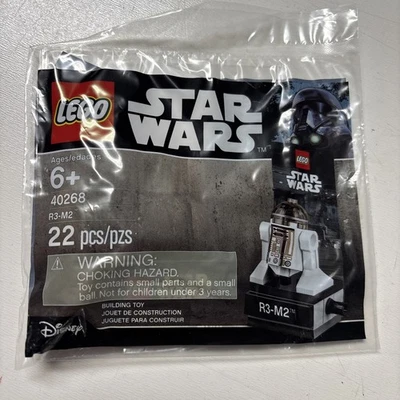 LEGO
STAR
WARS™
Ages/edades
6+
40268
R3-M2
22 pcs/pzs
WARNING:
CHOKING HAZARD.
Toy contains small parts and a small
ball. Not for children under 3 years.
BUILDING TOY
JOUET DE CONSTRUCTION
JUGUETE PARA CONSTRUIR
Disney
LEGO
STAR
WARS
R3-M2™